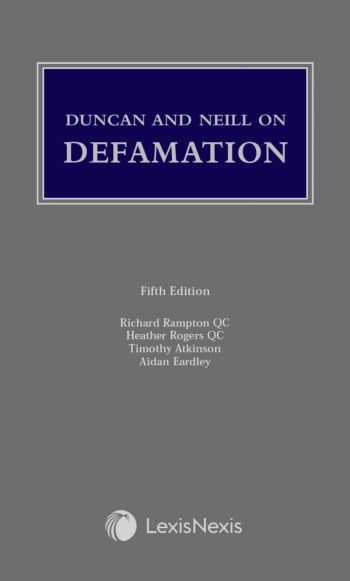 DUNCAN AND NEILL ON
DEFAMATION
Fifth Edition
Richard Rampton QC
Heather Rogers QC
Timothy Atkinson
Aidan Eardley
LexisNexis